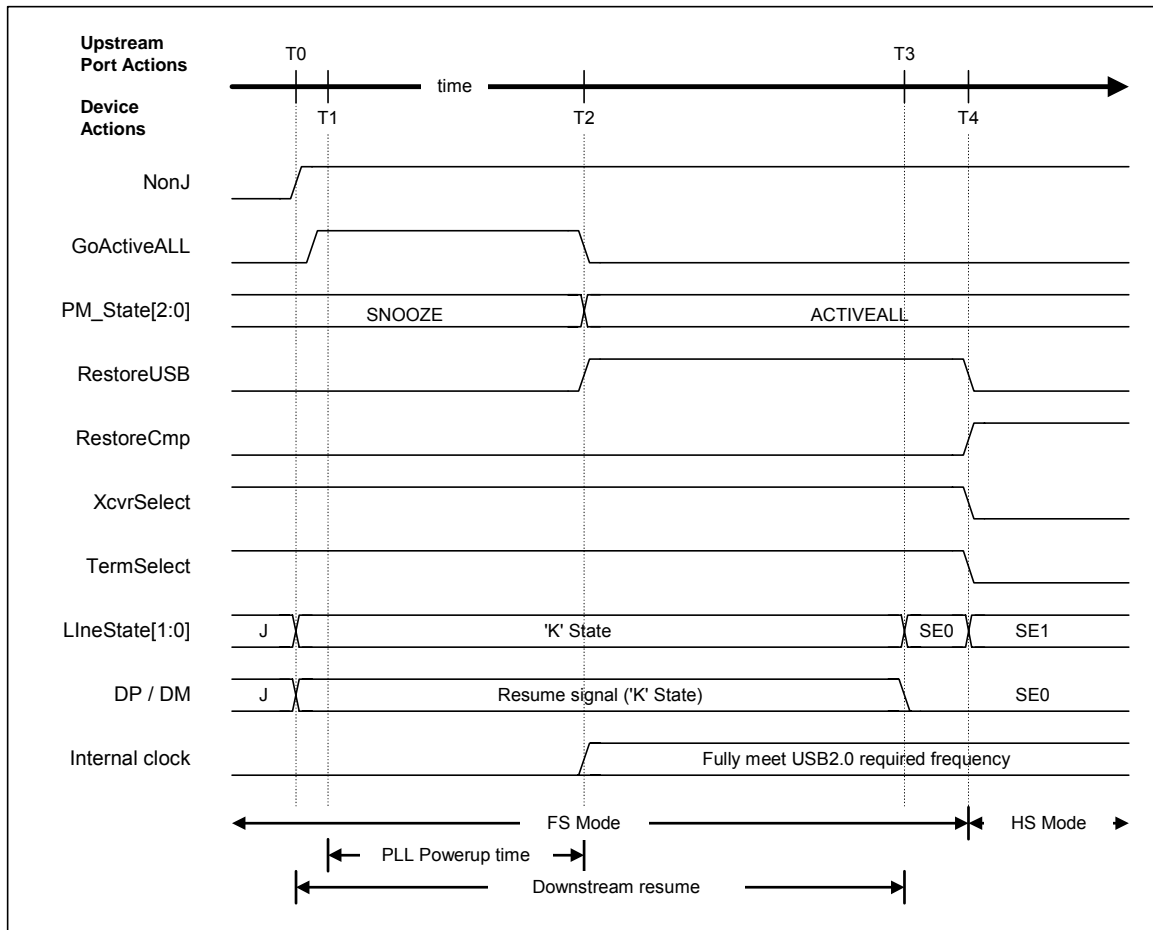 Upstream
Port Actions
T0
T3
time
Device
Actions
T1
T2
T4
NonJ
GoActiveALL
PM_State[2:0]
SNOOZE
ACTIVEALL
RestoreUSB
RestoreCmp
XcvrSelect
TermSelect
LIneState[1:0]
J
'K' State
SE0
SE1
DP / DM
J
Resume signal ('K' State)
SE0
Internal clock
Fully meet USB2.0 required frequency
FS Mode
HS Mode
PLL Powerup time
Downstream resume